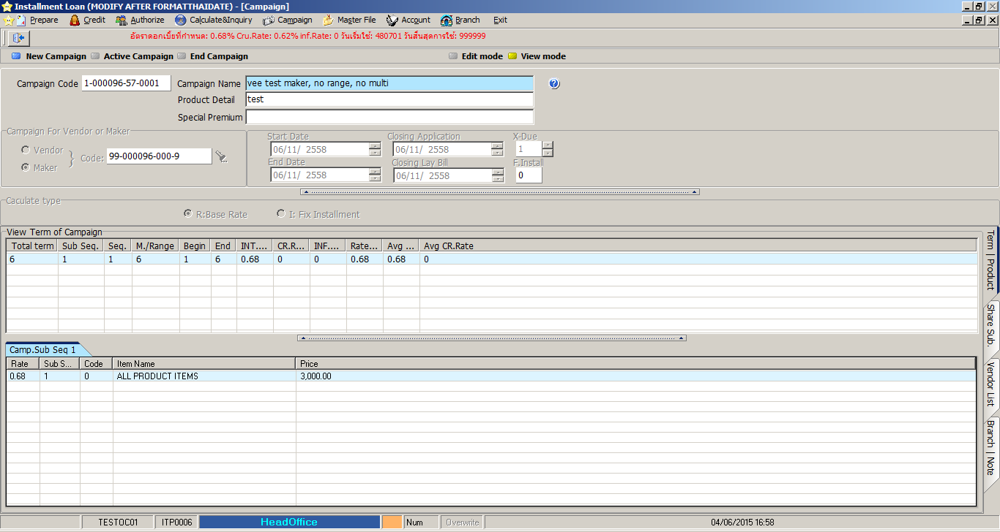 Installment Loan (MODIFY AFTER FORMATTHAIDATE) - [Campaign]
Prepare Credit Authorize Calculate&Inquiry Campaign Master File Account Branch Exit
อัตราดอกเบี้ยที่กำหนด: 0.68% Cru.Rate: 0.62% inf.Rate: 0 วันเริ่มใช้: 480701 วันสิ้นสุดการใช้: 999999
New Campaign Active Campaign End Campaign Edit mode View mode
Campaign Code 1-000096-57-0001 Campaign Name vee test maker, no range, no multi
Product Detail test
Special Premium
Campaign For Vendor or Maker
Vendor
Maker
Code: 99-000096-000-9
Start Date Closing Application X-Due
06/11/ 2558 06/11/ 2558 1
End Date Closing Lay Bill F.Install
06/11/ 2558 06/11/ 2558 0
Caculate type
R:Base Rate I: Fix Installment
View Term of Campaign
Total term Sub Seq. Seq. M./Range Begin End INT.... CR.R... INF.... Rate... Avg ... Avg CR.Rate
6 1 1 6 1 6 0.68 0 0 0.68 0.68 0
Camp.Sub Seq 1
Rate Sub S... Code Item Name Price
0.68 1 0 ALL PRODUCT ITEMS 3,000.00
Term | Product
Share Sub.
Vendor List
Branch | Note
TESTOC01 ITP0006 HeadOffice Num Overwrite 04/06/2015 16:58